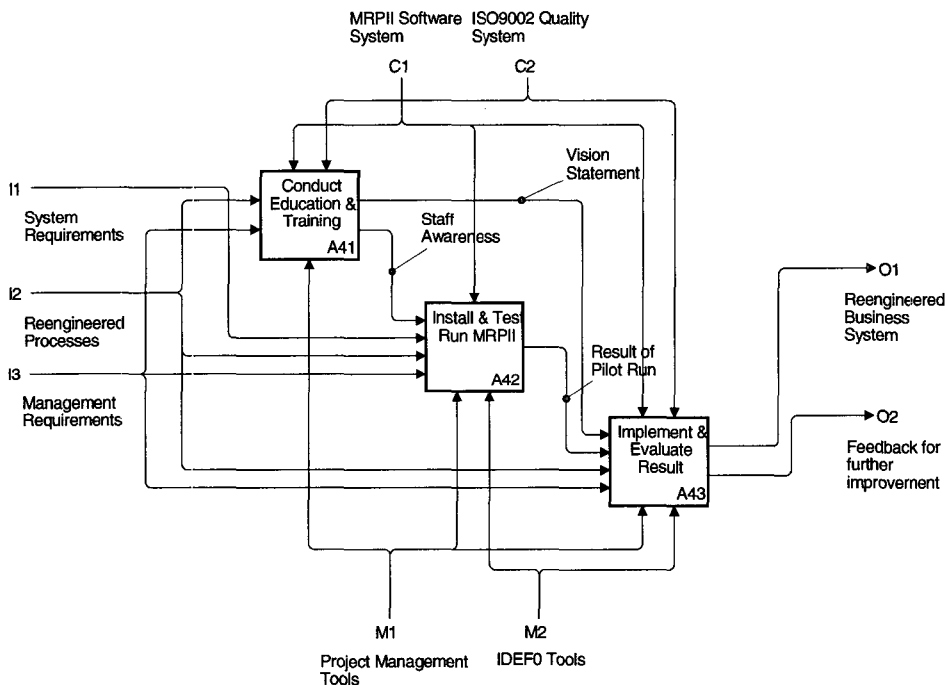 MRPII Software
System
C1
ISO9002 Quality
System
C2
I1
System
Requirements
I2
Reengineered
Processes
I3
Management
Requirements
Conduct
Education &
Training
A41
Vision
Statement
Staff
Awareness
Install & Test
Run MRPII
A42
Result of
Pilot Run
Implement &
Evaluate
Result
A43
O1
Reengineered
Business
System
O2
Feedback for
further
improvement
M1
Project Management
Tools
M2
IDEF0 Tools